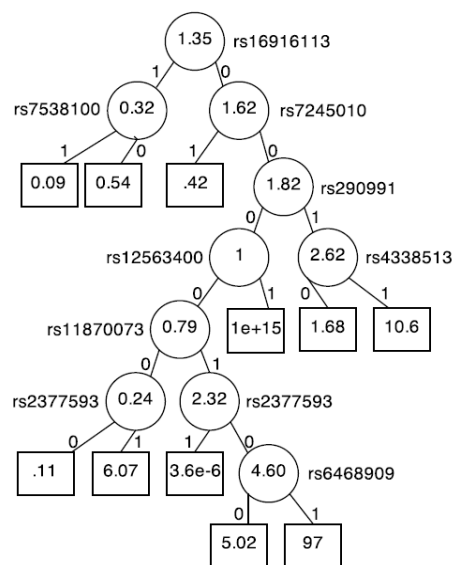 1.35 rs16916113
1 0
rs7538100 0.32 1.62 rs7245010
1 0 1 0
0.09 0.54 .42 1.82 rs290991
0 1
rs12563400 1 2.62 rs4338513
0 1 0 1
rs11870073 0.79 1e+15 1.68 10.6
0 1
rs2377593 0.24 2.32 rs2377593
0 1 1 0
.11 6.07 3.6e-6 4.60 rs6468909
0 1
5.02 97